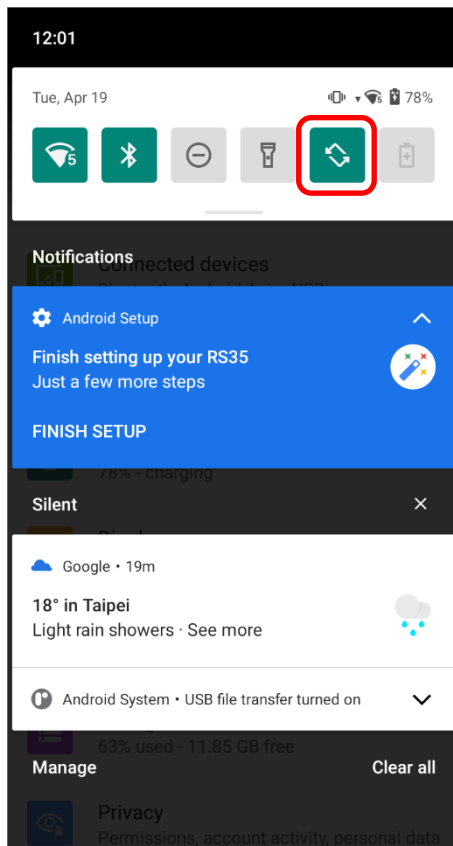 12:01
Tue, Apr 19
5 78%
5
Notifications
Connected devices
Android Setup
Finish setting up your RS35
Just a few more steps
FINISH SETUP
78% - charging
Silent
Google • 19m
18° in Taipei
Light rain showers · See more
Android System • USB file transfer turned on
63% used - 11.85 GB free
Manage Clear all
Privacy
Permissions, account activity, personal data